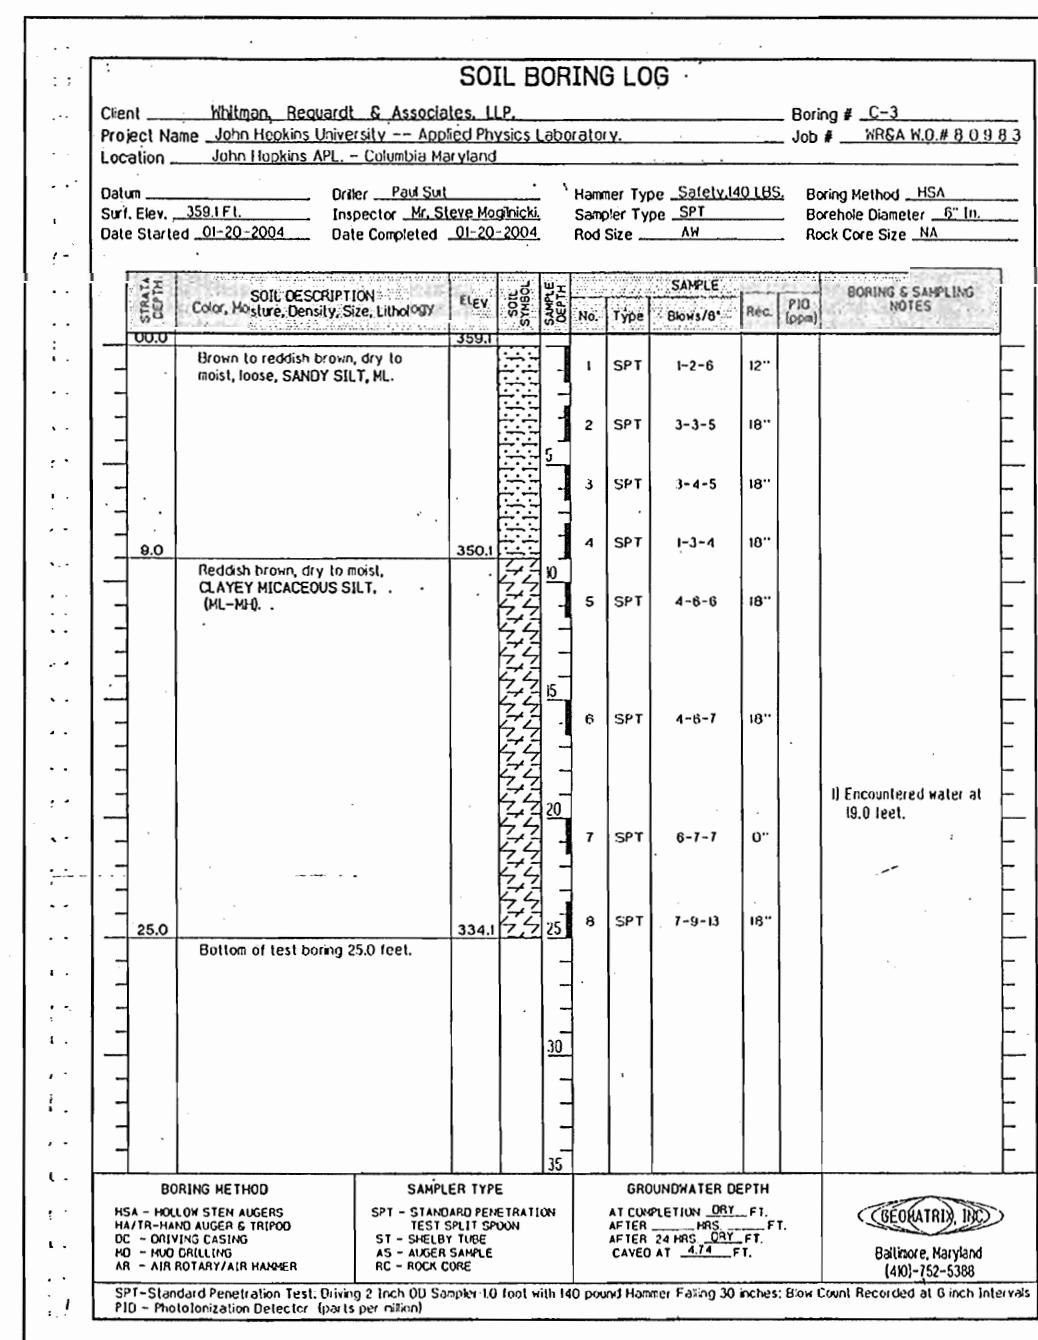 SOIL BORING LOG
Client Whitman, Requardt & Associates, LLP. Boring # C-3
Project Name John Hopkins University -- Applied Physics Laboratory. Job # WR&A W.O.# 8 0 9 8 3
Location John Hopkins APL. - Columbia Maryland
Datum Driller Paul Suit Hammer Type Safety,140 LBS. Boring Method HSA
Surf. Elev. 359.1 Ft. Inspector Mr. Steve Moginicki. Sampler Type SPT Borehole Diameter 6" In.
Date Started 01-20-2004 Date Completed 01-20-2004 Rod Size AW Rock Core Size NA
STRATA DEPTH SOIL DESCRIPTION Color, Moisture, Density, Size, Lithology ELEV. SOIL SYMBOL SAMPLE DEPTH SAMPLE No. Type Blows/6" Rec. PID (ppm) BORING & SAMPLING NOTES
00.0 359.1
Brown to reddish brown, dry to 1 SPT 1-2-6 12"
moist, loose, SANDY SILT, ML.
2 SPT 3-3-5 18"
5
3 SPT 3-4-5 18"
4 SPT 1-3-4 18"
9.0 350.1
Reddish brown, dry to moist, 10
CLAYEY MICACEOUS SILT.
(ML-MH). 5 SPT 4-6-6 18"
15
6 SPT 4-6-7 18"
1) Encountered water at
20 19.0 feet.
7 SPT 6-7-7 0"
25.0 334.1 25 8 SPT 7-9-13 18"
Bottom of test boring 25.0 feet.
30
35
BORING METHOD
HSA - HOLLOW STEN AUGERS
HA/TR-HAND AUGER & TRIPOD
DC - DRIVING CASING
MD - MUD DRILLING
AR - AIR ROTARY/AIR HAMMER
SAMPLER TYPE
SPT - STANDARD PENETRATION
TEST SPLIT SPOON
ST - SHELBY TUBE
AS - AUGER SAMPLE
RC - ROCK CORE
GROUNDWATER DEPTH
AT COMPLETION DRY FT.
AFTER HRS. FT.
AFTER 24 HRS. DRY FT.
CAVED AT 4.74 FT.
GEOMATRIX, INC
Baltimore, Maryland
(410)-752-5388
SPT-Standard Penetration Test: Driving 2 Inch OD Sampler 1.0 foot with 140 pound Hammer Falling 30 inches; Blow Count Recorded at 6 inch Intervals
PID - PhotoIonization Detector (parts per million)